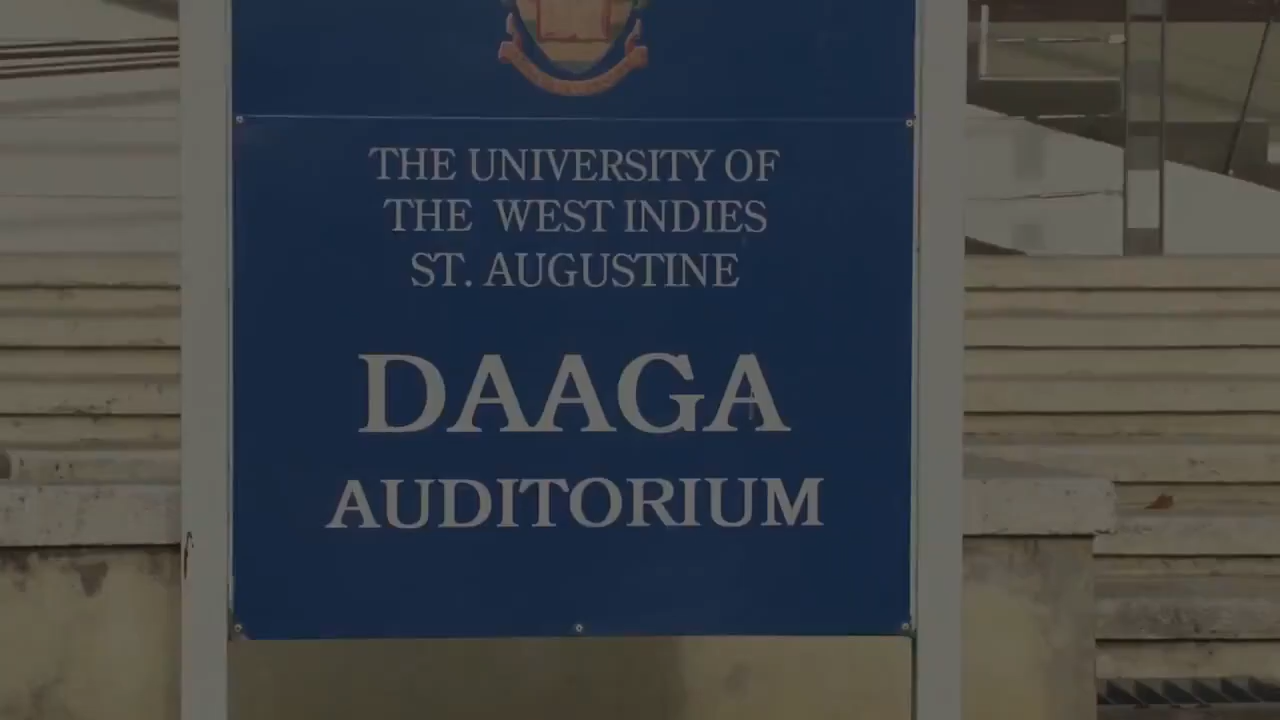 THE UNIVERSITY OF
THE WEST INDIES
ST. AUGUSTINE
DAAGA
AUDITORIUM